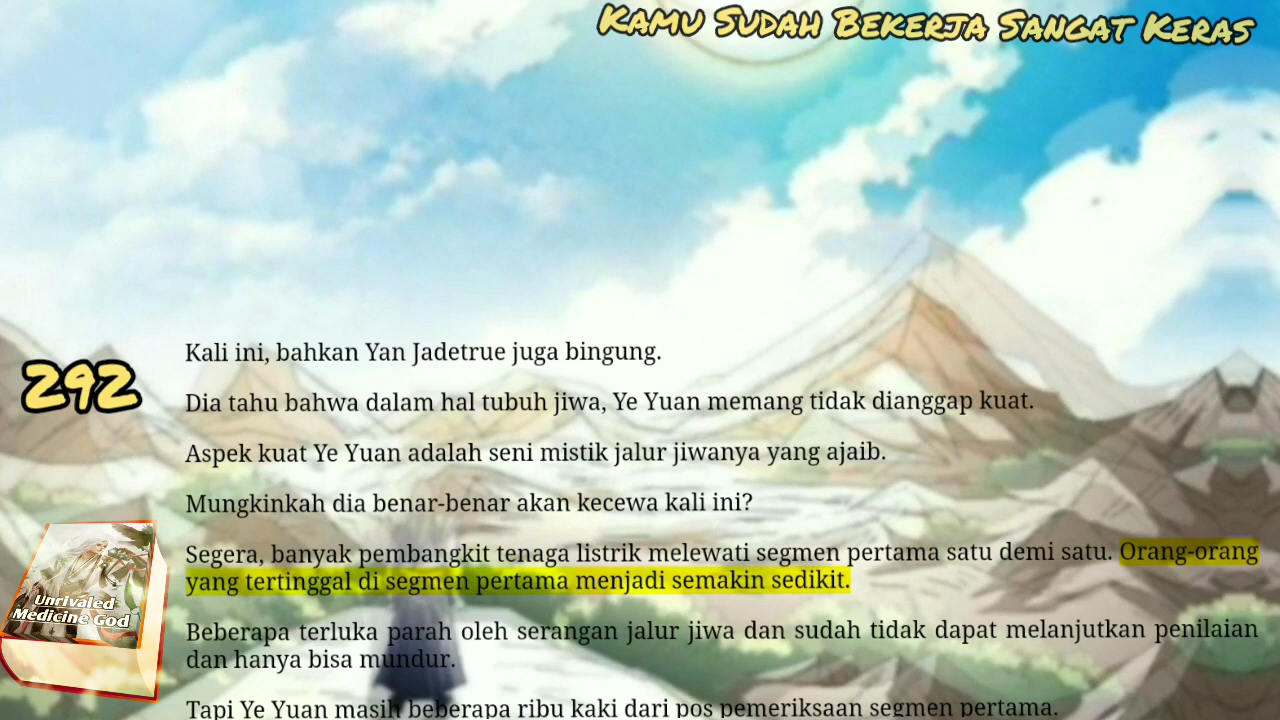 Kamu Sudah Bekerja Sangat Keras
Kali ini, bahkan Yan Jadetrue juga bingung.
292
Dia tahu bahwa dalam hal tubuh jiwa, Ye Yuan memang tidak dianggap kuat.
Aspek kuat Ye Yuan adalah seni mistik jalur jiwanya yang ajaib.
Mungkinkah dia benar-benar akan kecewa kali ini?
Segera, banyak pembangkit tenaga listrik melewati segmen pertama satu demi satu. Orang-orang
yang tertinggal di segmen pertama menjadi semakin sedikit.
Unrivaled
Medicine God
Beberapa terluka parah oleh serangan jalur jiwa dan sudah tidak dapat melanjutkan penilaian
dan hanya bisa mundur.
Tapi Ye Yuan masih beberapa ribu kaki dari pos pemeriksaan segmen pertama.